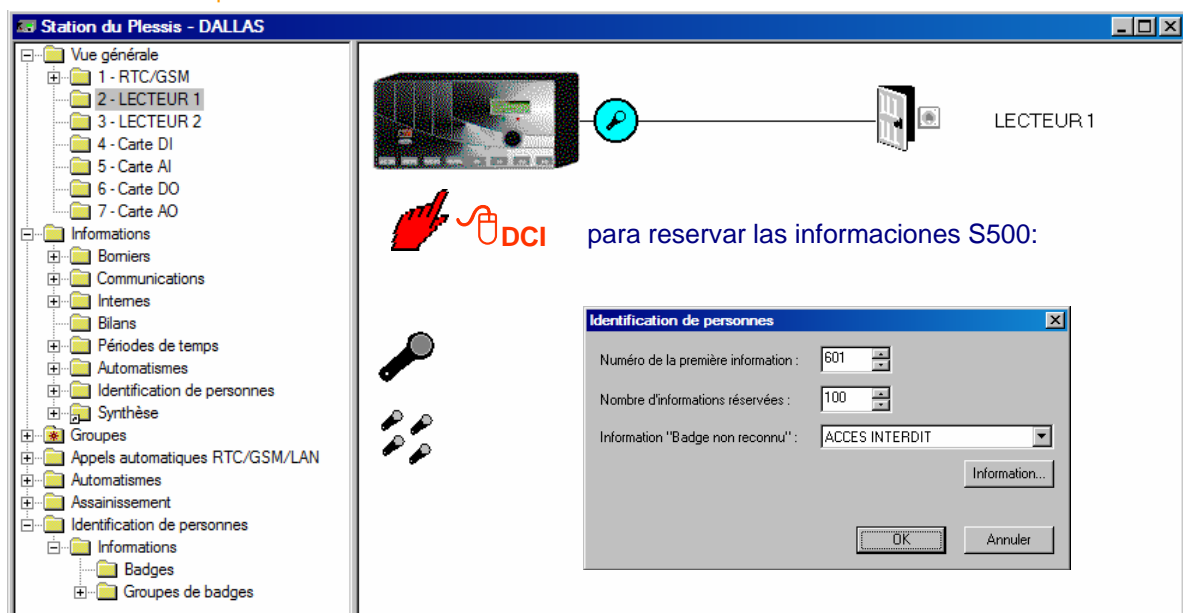 Station du Plessis - DALLAS
Vue générale
1 - RTC/GSM
2 - LECTEUR 1
3 - LECTEUR 2
4 - Carte DI
5 - Carte AI
6 - Carte DO
7 - Carte AO
Informations
Borniers
Communications
Internes
Bilans
Périodes de temps
Automatismes
Identification de personnes
Synthèse
Groupes
Appels automatiques RTC/GSM/LAN
Automatismes
Assainissement
Identification de personnes
Informations
Badges
Groupes de badges
LECTEUR 1
DCI para reservar las informaciones S500:
Identification de personnes
Numéro de la première information : 601
Nombre d'informations réservées : 100
Information "Badge non reconnu" : ACCES INTERDIT
Information...
OK Annuler